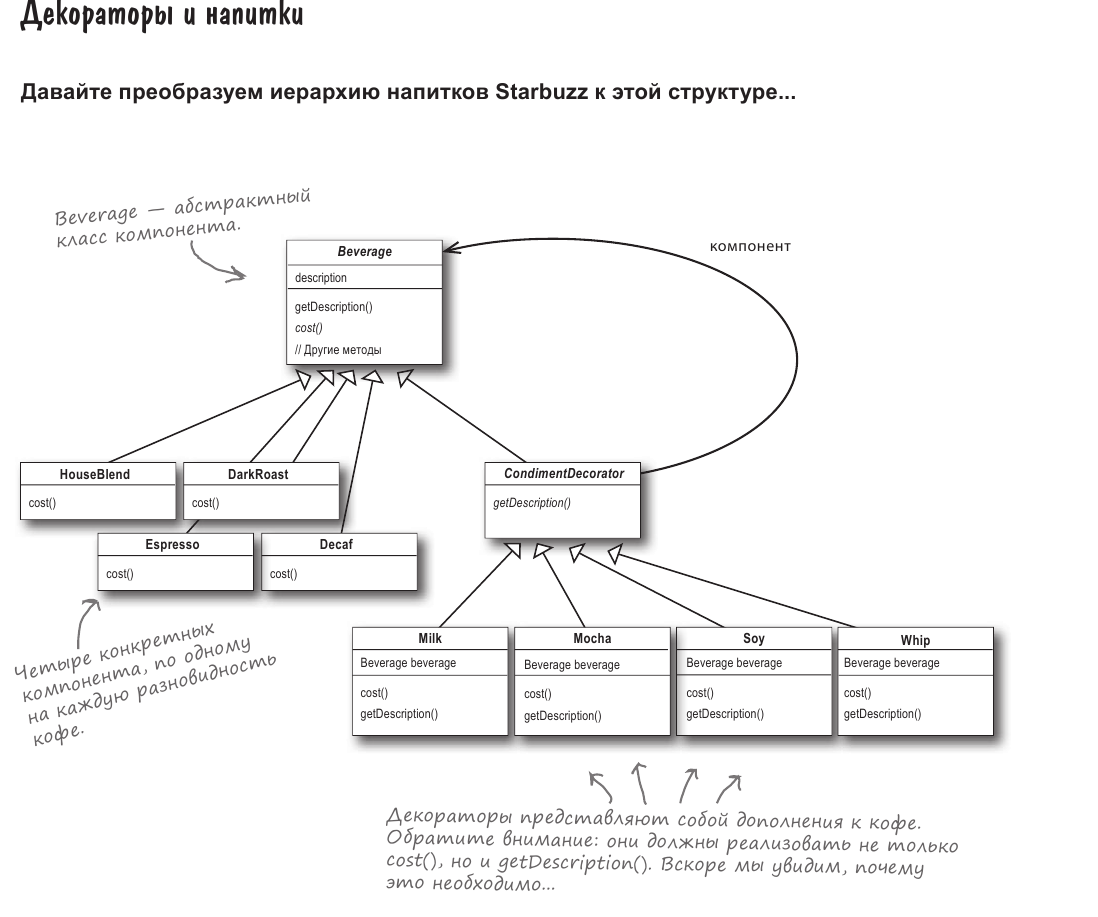 Декораторы и напитки
Давайте преобразуем иерархию напитков Starbuzz к этой структуре...
Beverage — абстрактный
класс компонента.
компонент
Beverage
description
getDescription()
cost()
// Другие методы
HouseBlend
cost()
DarkRoast
cost()
Espresso
cost()
Decaf
cost()
CondimentDecorator
getDescription()
Четыре конкретных
компонента, по одному
на каждую разновидность
кофе.
Milk
Beverage beverage
cost()
getDescription()
Mocha
Beverage beverage
cost()
getDescription()
Soy
Beverage beverage
cost()
getDescription()
Whip
Beverage beverage
cost()
getDescription()
Декораторы представляют собой дополнения к кофе.
Обратите внимание: они должны реализовать не только
cost(), но и getDescription(). Вскоре мы увидим, почему
это необходимо...